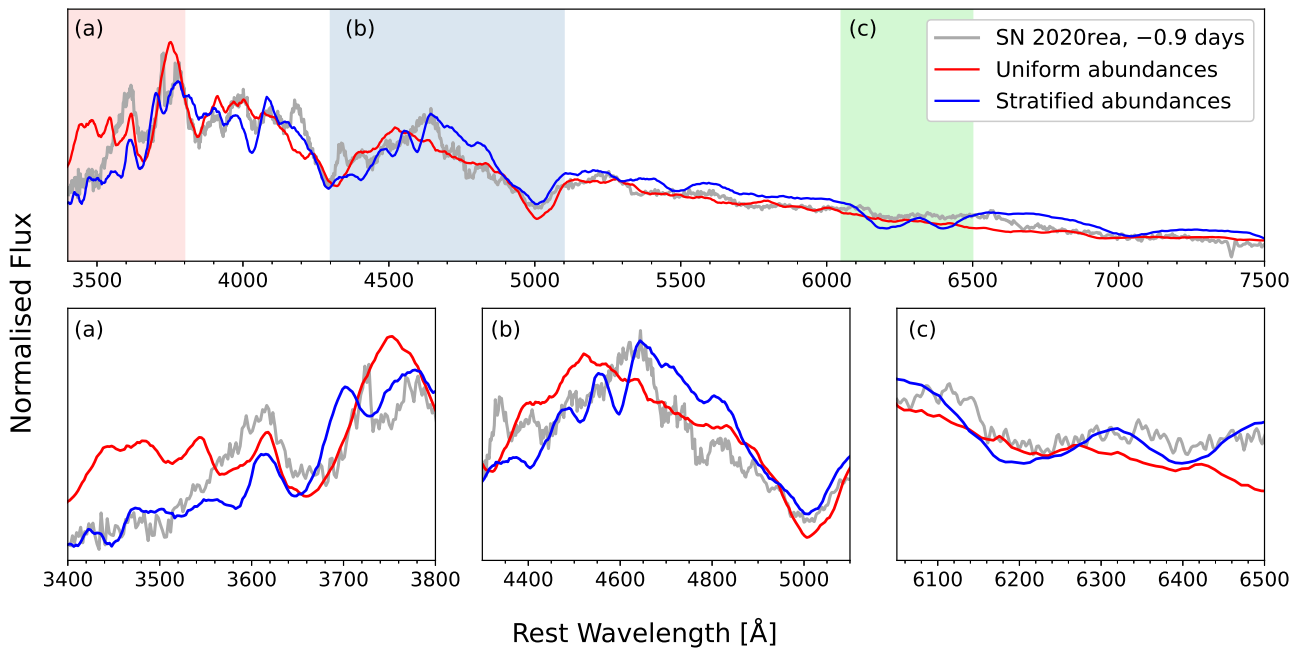 (a)
(b)
(c)
SN 2020rea, −0.9 days
Uniform abundances
Stratified abundances
3500 4000 4500 5000 5500 6000 6500 7000 7500
Normalised Flux
(a)
(b)
(c)
3400 3500 3600 3700 3800
4400 4600 4800 5000
6100 6200 6300 6400 6500
Rest Wavelength [Å]